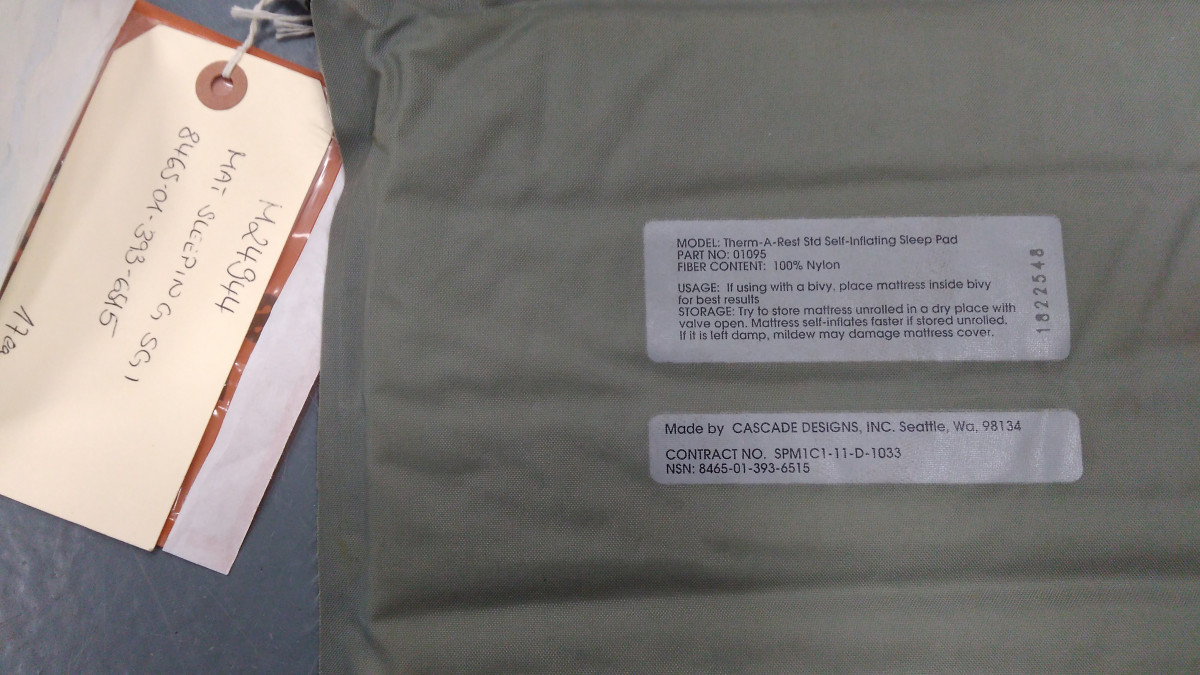 M024944
MAT SLEEPING SG1
8465-01-393-6515
MODEL: Therm-A-Rest Std Self-Inflating Sleep Pad
PART NO: 01095
FIBER CONTENT: 100% Nylon
USAGE: If using with a bivy, place mattress inside bivy
for best results
STORAGE: Try to store mattress unrolled in a dry place with
valve open. Mattress self-inflates faster if stored unrolled.
If it is left damp, mildew may damage mattress cover.
1822548
Made by CASCADE DESIGNS, INC. Seattle, Wa, 98134
CONTRACT NO. SPM1C1-11-D-1033
NSN: 8465-01-393-6515